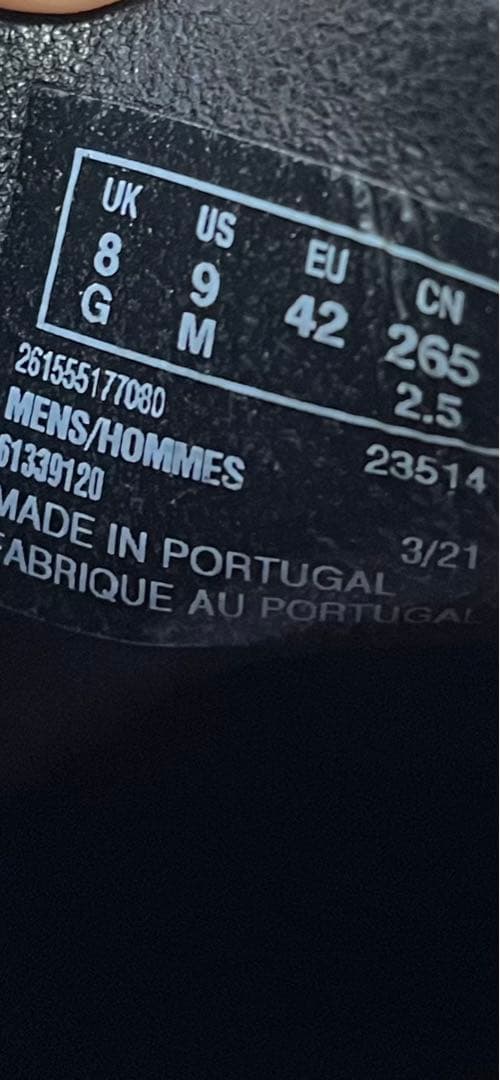 UK US EU CN
8 9 42 265
G M 2.5
261555177080
MENS/HOMMES 23514
61339120
MADE IN PORTUGAL 3/21
FABRIQUE AU PORTUGAL